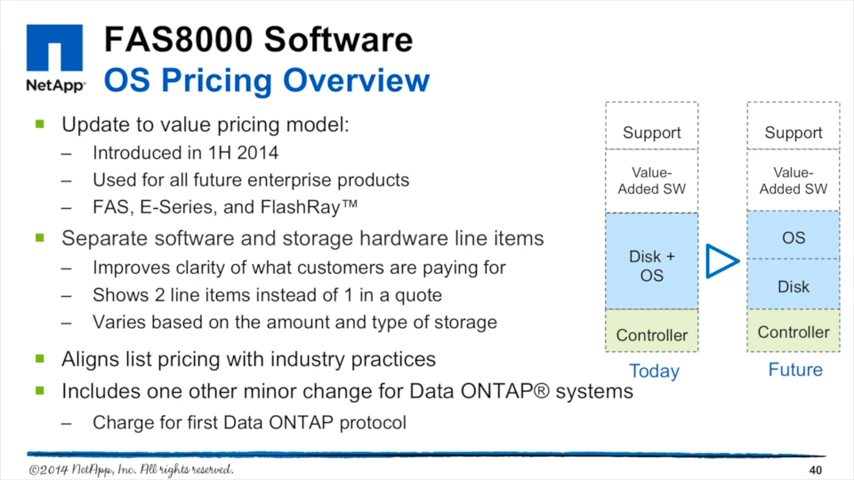 NetApp®
FAS8000 Software
OS Pricing Overview
■ Update to value pricing model:
– Introduced in 1H 2014
– Used for all future enterprise products
– FAS, E-Series, and FlashRay™
■ Separate software and storage hardware line items
– Improves clarity of what customers are paying for
– Shows 2 line items instead of 1 in a quote
– Varies based on the amount and type of storage
■ Aligns list pricing with industry practices
■ Includes one other minor change for Data ONTAP® systems
– Charge for first Data ONTAP protocol
Support
Value-
Added SW
Disk +
OS
Controller
Today
Support
Value-
Added SW
OS
Disk
Controller
Future
©2014 NetApp, Inc. All rights reserved.
40